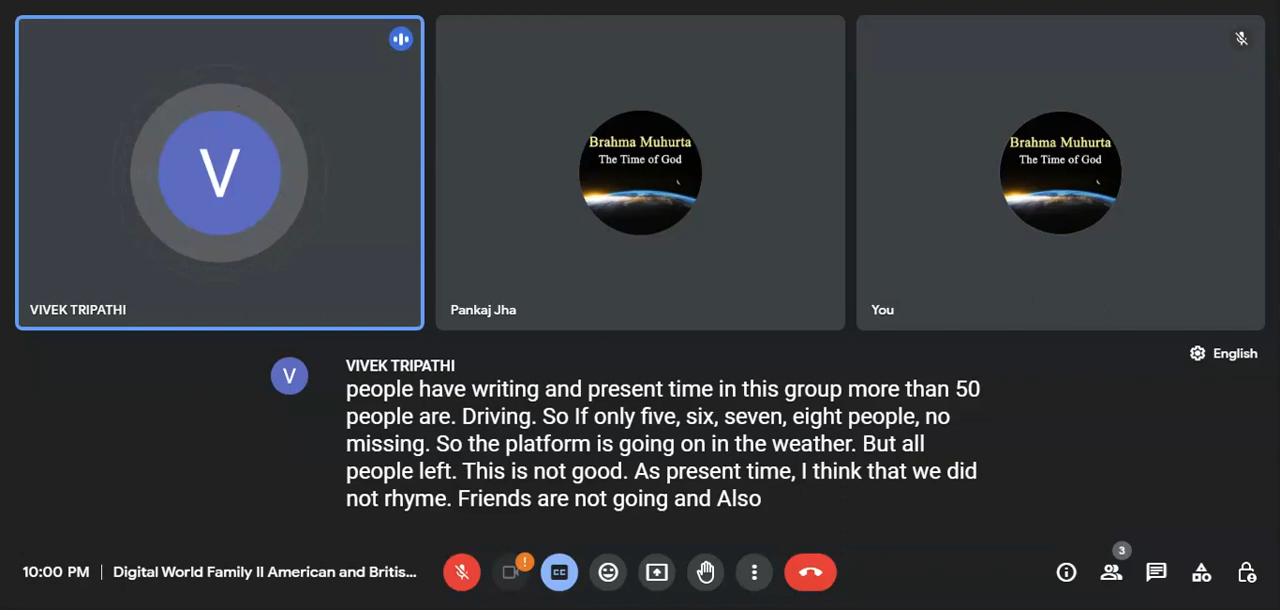 V
VIVEK TRIPATHI
Brahma Muhurta
The Time of God
Pankaj Jha
Brahma Muhurta
The Time of God
You
English
V
VIVEK TRIPATHI
people have writing and present time in this group more than 50
people are. Driving. So If only five, six, seven, eight people, no
missing. So the platform is going on in the weather. But all
people left. This is not good. As present time, I think that we did
not rhyme. Friends are not going and Also
10:00 PM | Digital World Family II American and Britis...
CC
3